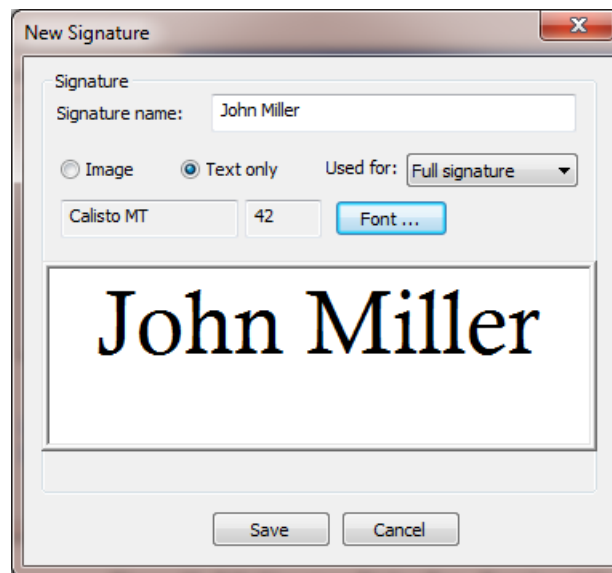 New Signature
Signature
Signature name: John Miller
Image Text only Used for: Full signature
Calisto MT 42 Font ...
John Miller
Save Cancel